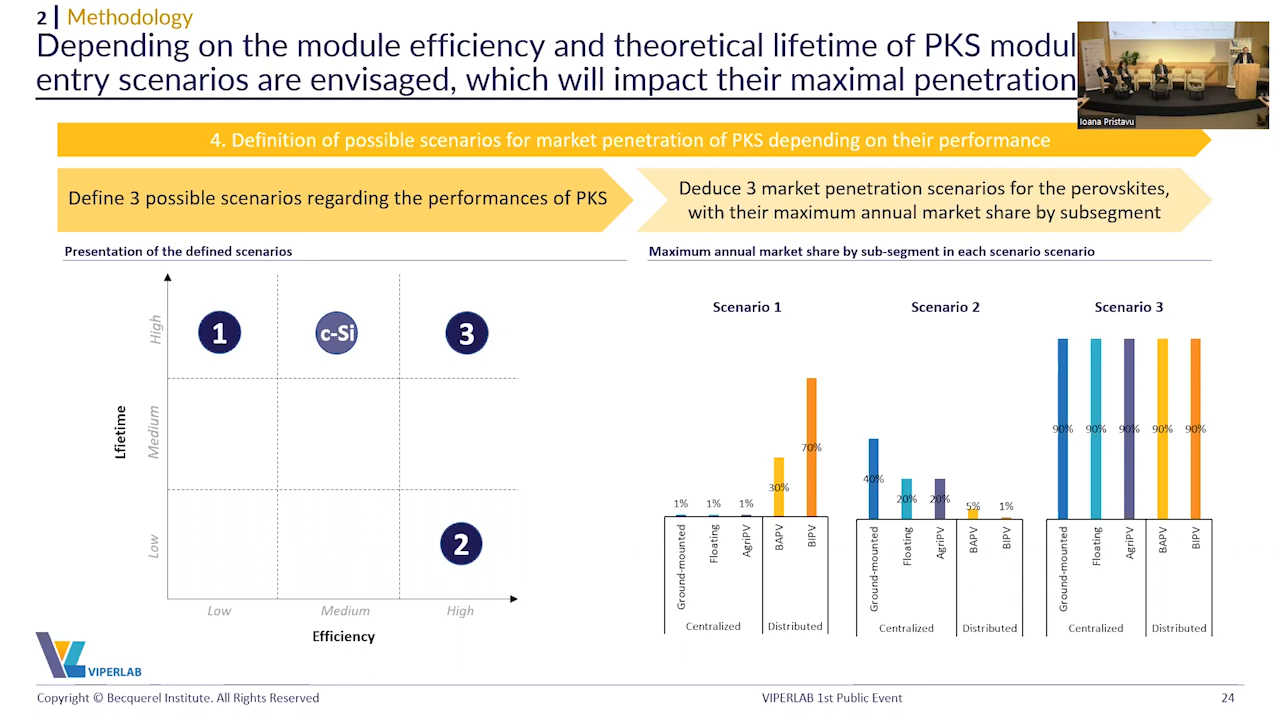 2 | Methodology
Depending on the module efficiency and theoretical lifetime of PKS
entry scenarios are envisaged, which will impact their maximal penetration
Ioana Pristavu
4. Definition of possible scenarios for market penetration of PKS depending on their performance
Define 3 possible scenarios regarding the performances of PKS
Deduce 3 market penetration scenarios for the perovskites,
with their maximum annual market share by subsegment
Presentation of the defined scenarios
High
Medium
Low
Lfietime
1
c-Si
3
2
Low
Medium
High
Efficiency
Maximum annual market share by sub-segment in each scenario scenario
Scenario 1
1%
1%
1%
30%
70%
Ground-mounted
Floating
AgriPV
BAPV
BIPV
Centralized
Distributed
Scenario 2
40%
20%
20%
5%
1%
Ground-mounted
Floating
AgriPV
BAPV
BIPV
Centralized
Distributed
Scenario 3
90%
90%
90%
90%
90%
Ground-mounted
Floating
AgriPV
BAPV
BIPV
Centralized
Distributed
VIPERLAB
Copyright © Becquerel Institute. All Rights Reserved
VIPERLAB 1st Public Event
24